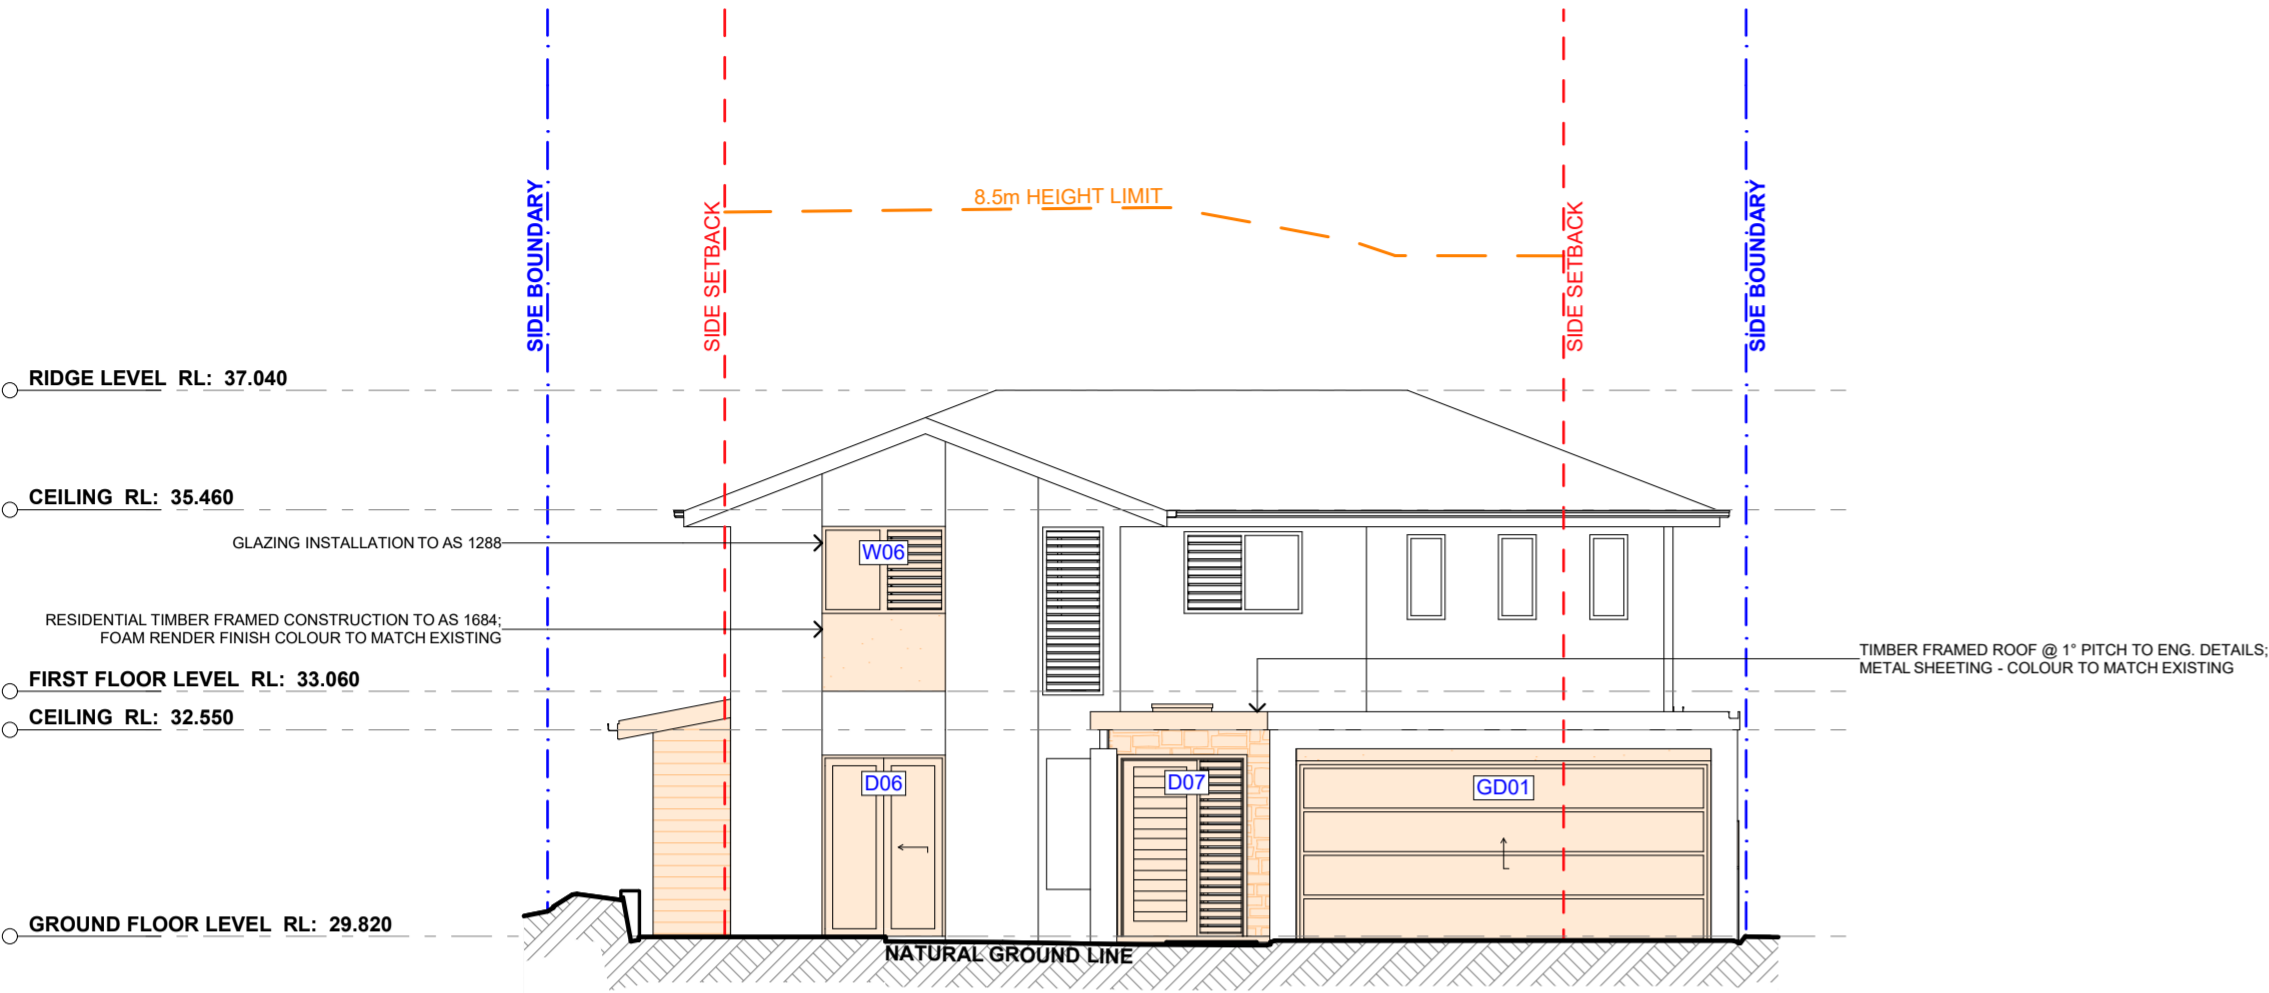 8.5m HEIGHT LIMIT
SIDE BOUNDARY
SIDE SETBACK
SIDE SETBACK
SIDE BOUNDARY
RIDGE LEVEL RL: 37.040
CEILING RL: 35.460
GLAZING INSTALLATION TO AS 1288
W06
RESIDENTIAL TIMBER FRAMED CONSTRUCTION TO AS 1684;
FOAM RENDER FINISH COLOUR TO MATCH EXISTING
TIMBER FRAMED ROOF @ 1° PITCH TO ENG. DETAILS;
METAL SHEETING - COLOUR TO MATCH EXISTING
FIRST FLOOR LEVEL RL: 33.060
CEILING RL: 32.550
D06
D07
GD01
GROUND FLOOR LEVEL RL: 29.820
NATURAL GROUND LINE